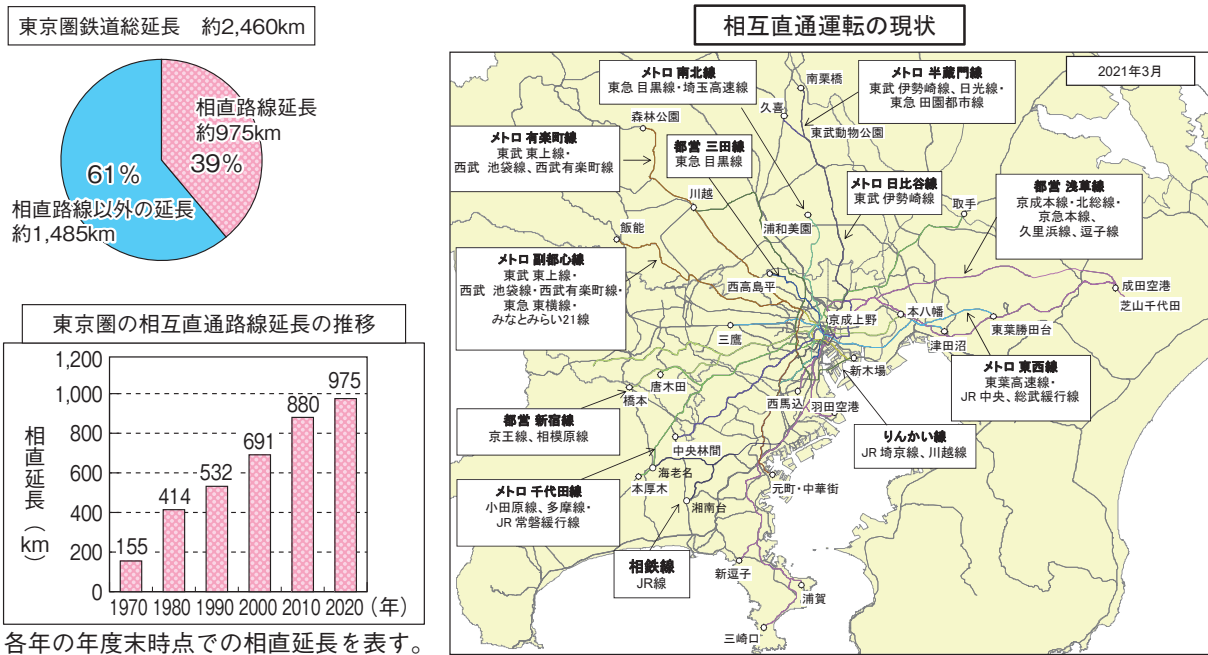 東京圏鉄道総延長 約2,460km
相直路線延長
約975km
39%
61%
相直路線以外の延長
約1,485km
東京圏の相互直通路線延長の推移
相直延長(km)
1,200
1,000
800
600
400
200
0
155
414
532
691
880
975
1970 1980 1990 2000 2010 2020 (年)
各年の年度末時点での相直延長を表す。
相互直通運転の現状
2021年3月
メトロ 南北線
東急 目黒線・埼玉高速線
メトロ 半蔵門線
東武 伊勢崎線、日光線・
東急 田園都市線
メトロ 有楽町線
東武 東上線・
西武 池袋線、西武有楽町線
都営 三田線
東急 目黒線
メトロ 日比谷線
東武 伊勢崎線
都営 浅草線
京成本線・北総線・
京急本線、
久里浜線、逗子線
メトロ 副都心線
東武 東上線・
西武 池袋線・西武有楽町線・
東急 東横線・
みなとみらい21線
メトロ 東西線
東葉高速線・
JR 中央、総武緩行線
都営 新宿線
京王線、相模原線
りんかい線
JR 埼京線、川越線
メトロ 千代田線
小田原線、多摩線・
JR 常磐緩行線
相鉄線
JR線
南栗橋
久喜
森林公園
東武動物公園
川越
取手
浦和美園
飯能
西高島平
成田空港
芝山千代田
京成上野
本八幡
東葉勝田台
三鷹
津田沼
新木場
唐木田
橋本
西馬込
羽田空港
中央林間
海老名
本厚木
元町・中華街
湘南台
新逗子
浦賀
三崎口